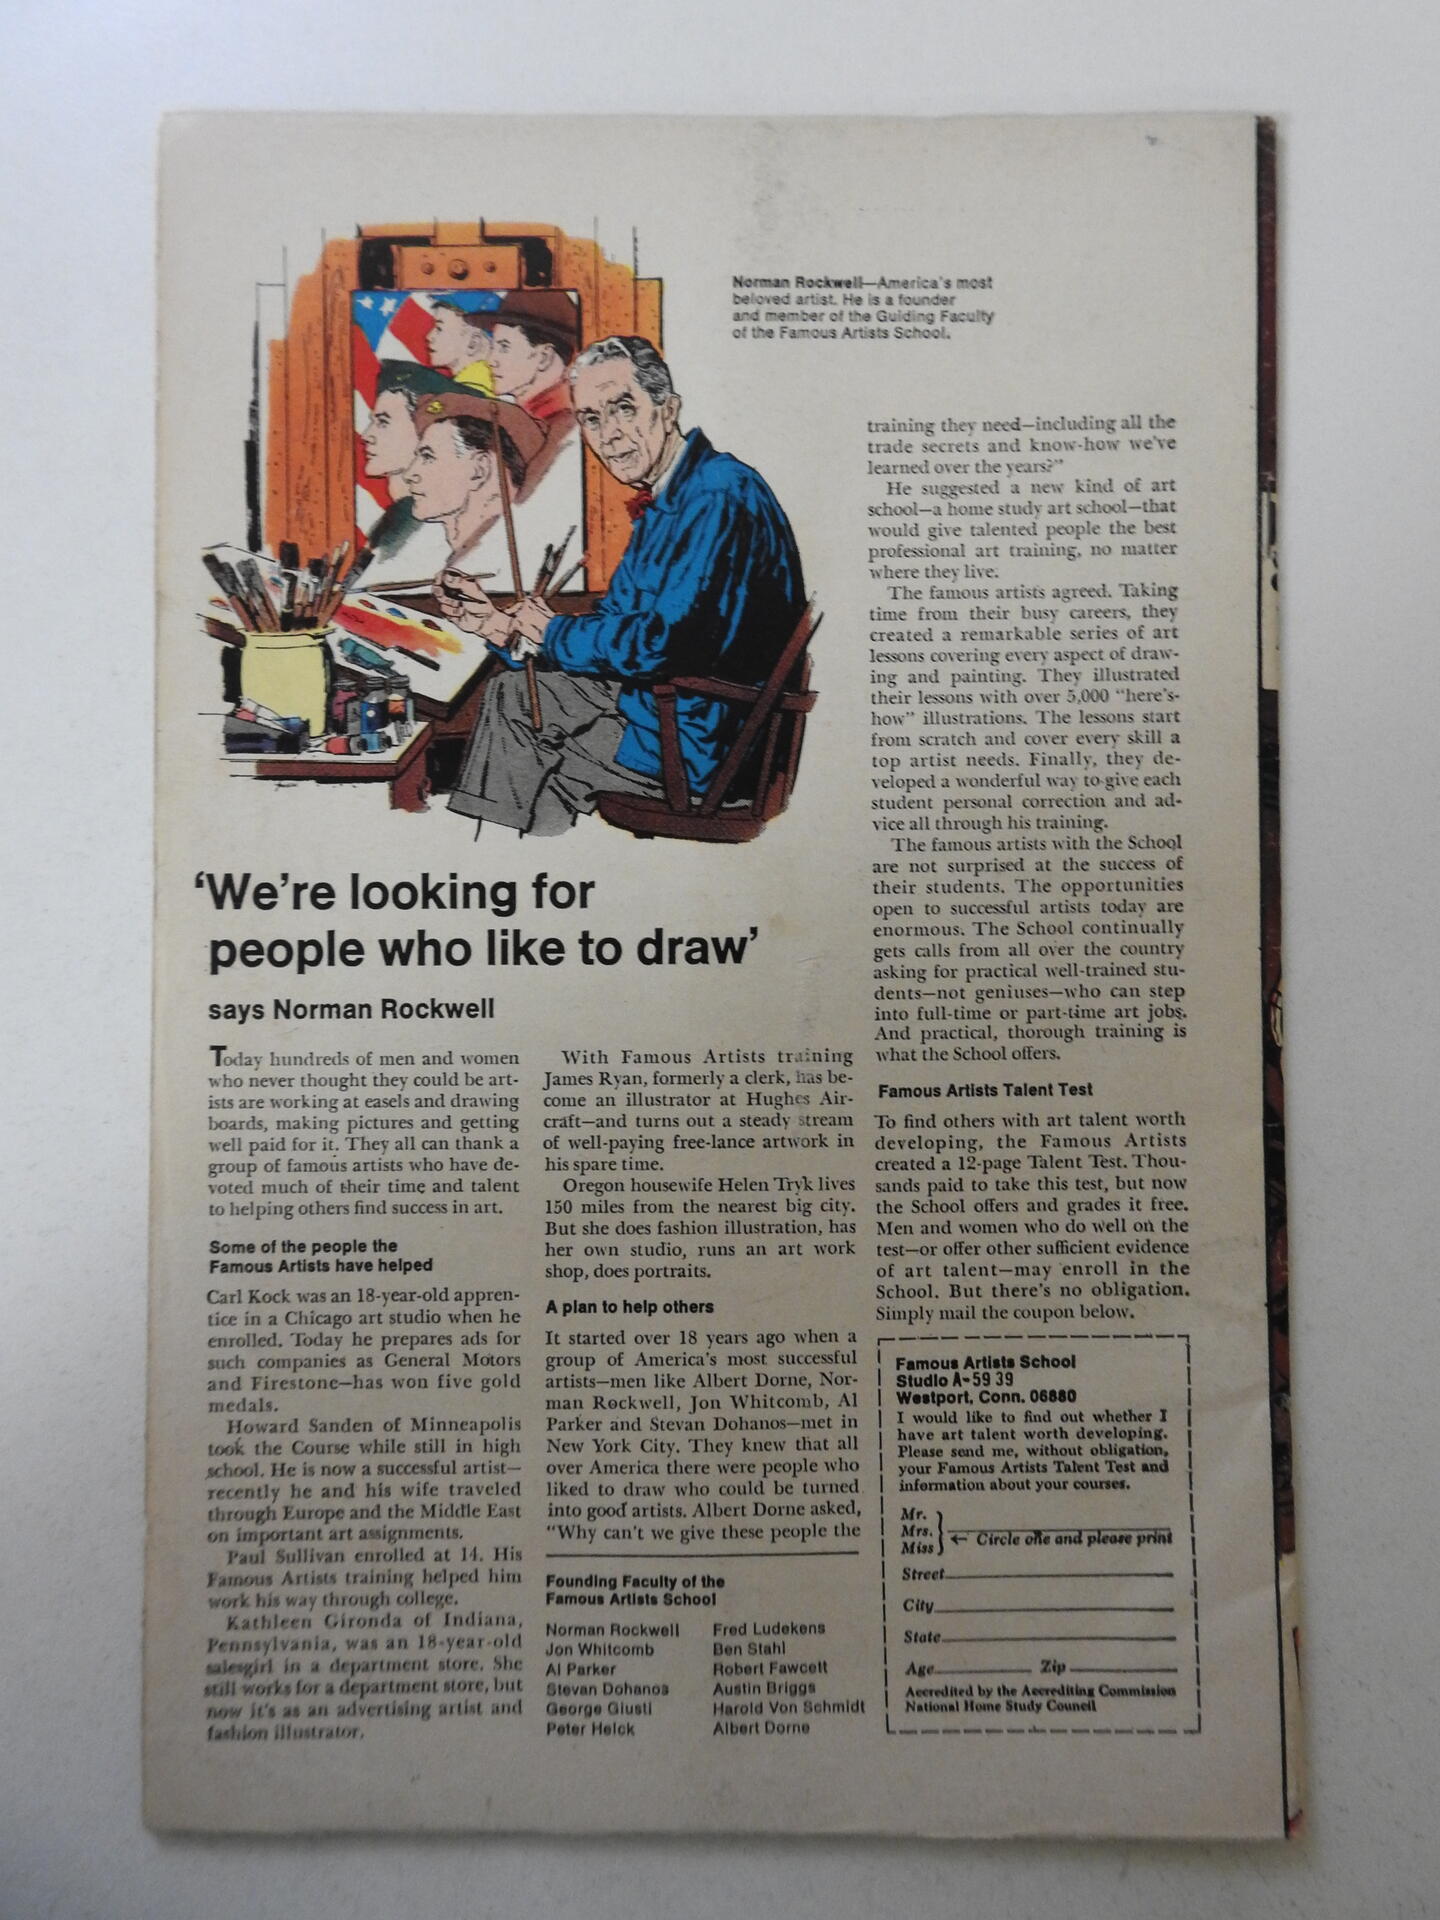 Norman Rockwell—America's most
beloved artist. He is a founder
and member of the Guiding Faculty
of the Famous Artists School.
'We're looking for
people who like to draw'
says Norman Rockwell
Today hundreds of men and women
who never thought they could be art-
ists are working at easels and drawing
boards, making pictures and getting
well paid for it. They all can thank a
group of famous artists who have de-
voted much of their time and talent
to helping others find success in art.
Some of the people the
Famous Artists have helped
Carl Kock was an 18-year-old appren-
tice in a Chicago art studio when he
enrolled. Today he prepares ads for
such companies as General Motors
and Firestone—has won five gold
medals.
Howard Sanden of Minneapolis
took the Course while still in high
school. He is now a successful artist—
recently he and his wife traveled
through Europe and the Middle East
on important art assignments.
Paul Sullivan enrolled at 14. His
Famous Artists training helped him
work his way through college.
Kathleen Gironda of Indiana,
Pennsylvania, was an 18-year-old
salesgirl in a department store. She
still works for a department store, but
now it's as an advertising artist and
fashion illustrator.
With Famous Artists training
James Ryan, formerly a clerk, has be-
come an illustrator at Hughes Air-
craft—and turns out a steady stream
of well-paying free-lance artwork in
his spare time.
Oregon housewife Helen Tryk lives
150 miles from the nearest big city.
But she does fashion illustration, has
her own studio, runs an art work
shop, does portraits.
A plan to help others
It started over 18 years ago when a
group of America's most successful
artists—men like Albert Dorne, Nor-
man Rockwell, Jon Whitcomb, Al
Parker and Stevan Dohanos—met in
New York City. They knew that all
over America there were people who
liked to draw who could be turned
into good artists. Albert Dorne asked,
"Why can't we give these people the
training they need—including all the
trade secrets and know-how we've
learned over the years?"
He suggested a new kind of art
school—a home study art school—that
would give talented people the best
professional art training, no matter
where they live.
The famous artists agreed. Taking
time from their busy careers, they
created a remarkable series of art
lessons covering every aspect of draw-
ing and painting. They illustrated
their lessons with over 5,000 "here's-
how" illustrations. The lessons start
from scratch and cover every skill a
top artist needs. Finally, they de-
veloped a wonderful way to give each
student personal correction and ad-
vice all through his training.
The famous artists with the School
are not surprised at the success of
their students. The opportunities
open to successful artists today are
enormous. The School continually
gets calls from all over the country
asking for practical well-trained stu-
dents—not geniuses—who can step
into full-time or part-time art jobs.
And practical, thorough training is
what the School offers.
Famous Artists Talent Test
To find others with art talent worth
developing, the Famous Artists
created a 12-page Talent Test. Thou-
sands paid to take this test, but now
the School offers and grades it free.
Men and women who do well on the
test—or offer other sufficient evidence
of art talent—may enroll in the
School. But there's no obligation.
Simply mail the coupon below.
Founding Faculty of the
Famous Artists School
Norman Rockwell Fred Ludekens
Jon Whitcomb Ben Stahl
Al Parker Robert Fawcett
Stevan Dohanos Austin Briggs
George Giusti Harold Von Schmidt
Peter Helck Albert Dorne
Famous Artists School
Studio A-5939
Westport, Conn. 06880
I would like to find out whether I
have art talent worth developing.
Please send me, without obligation,
your Famous Artists Talent Test and
information about your courses.
Mr.
Mrs. ← Circle one and please print
Miss
Street
City
State
Age Zip
Accredited by the Accrediting Commission
National Home Study Council